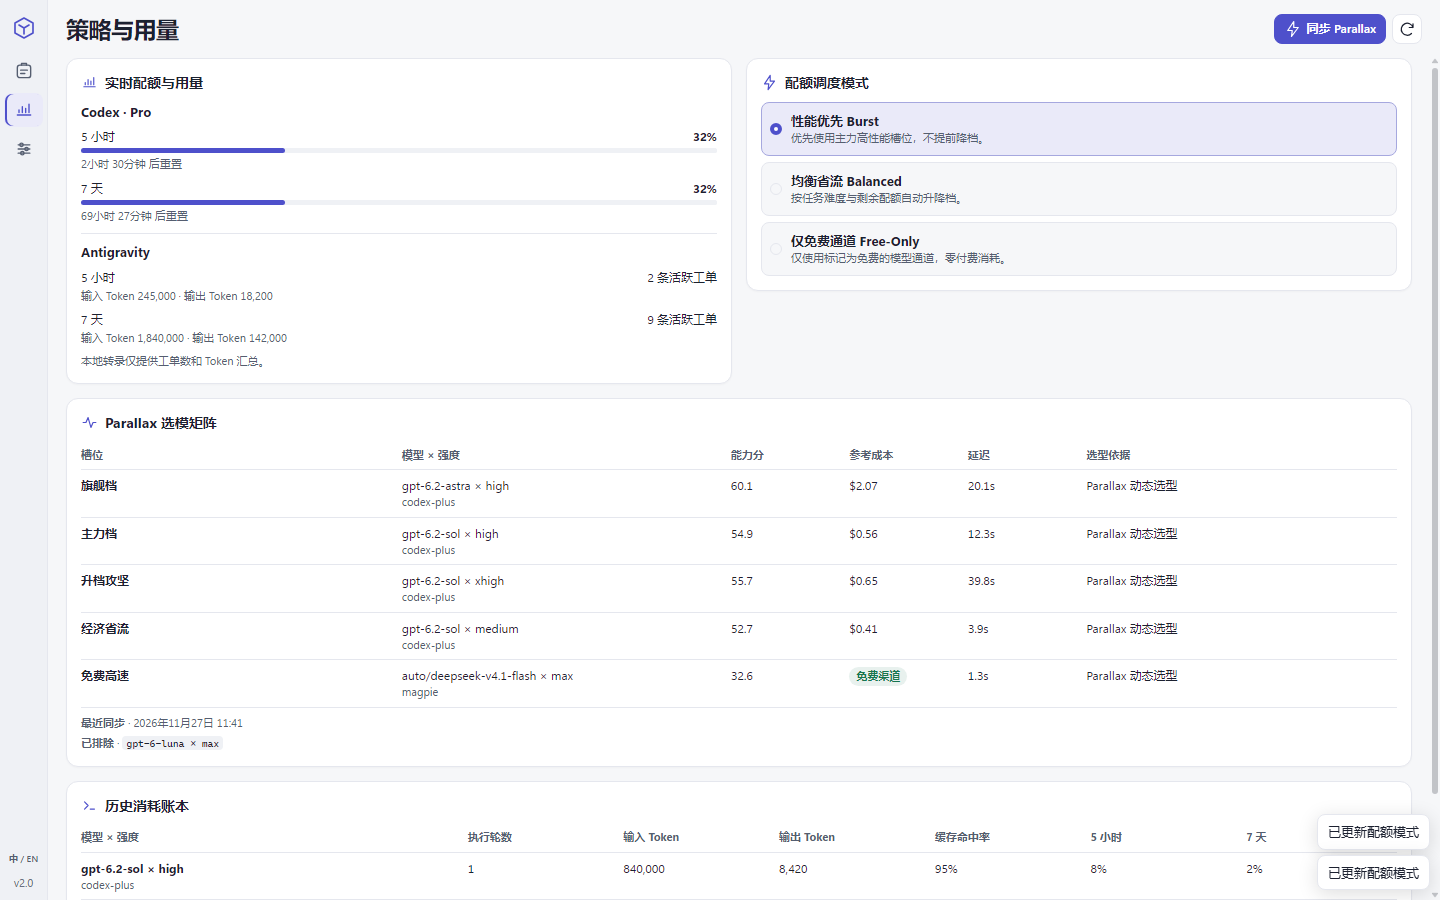 策略与用量
同步 Parallax
实时配额与用量
Codex · Pro
5 小时 32%
2小时 30分钟 后重置
7 天 32%
69小时 27分钟 后重置
Antigravity
5 小时 2 条活跃工单
输入 Token 245,000 · 输出 Token 18,200
7 天 9 条活跃工单
输入 Token 1,840,000 · 输出 Token 142,000
本地转录仅提供工单数和 Token 汇总。
配额调度模式
性能优先 Burst
优先使用主力高性能槽位，不提前降档。
均衡省流 Balanced
按任务难度与剩余配额自动升降档。
仅免费通道 Free-Only
仅使用标记为免费的模型通道，零付费消耗。
Parallax 选模矩阵
槽位 模型 × 强度 能力分 参考成本 延迟 选型依据
旗舰档 gpt-6.2-astra × high 60.1 $2.07 20.1s Parallax 动态选型
codex-plus
主力档 gpt-6.2-sol × high 54.9 $0.56 12.3s Parallax 动态选型
codex-plus
升档攻坚 gpt-6.2-sol × xhigh 55.7 $0.65 39.8s Parallax 动态选型
codex-plus
经济省流 gpt-6.2-sol × medium 52.7 $0.41 3.9s Parallax 动态选型
codex-plus
免费高速 auto/deepseek-v4.1-flash × max 32.6 免费渠道 1.3s Parallax 动态选型
magpie
最近同步 · 2026年11月27日 11:41
已排除 · gpt-6-luna × max
历史消耗账本
模型 × 强度 执行轮数 输入 Token 输出 Token 缓存命中率 5 小时 7 天
gpt-6.2-sol × high 1 840,000 8,420 95% 8% 2%
codex-plus
已更新配额模式
已更新配额模式
中 / EN
v2.0